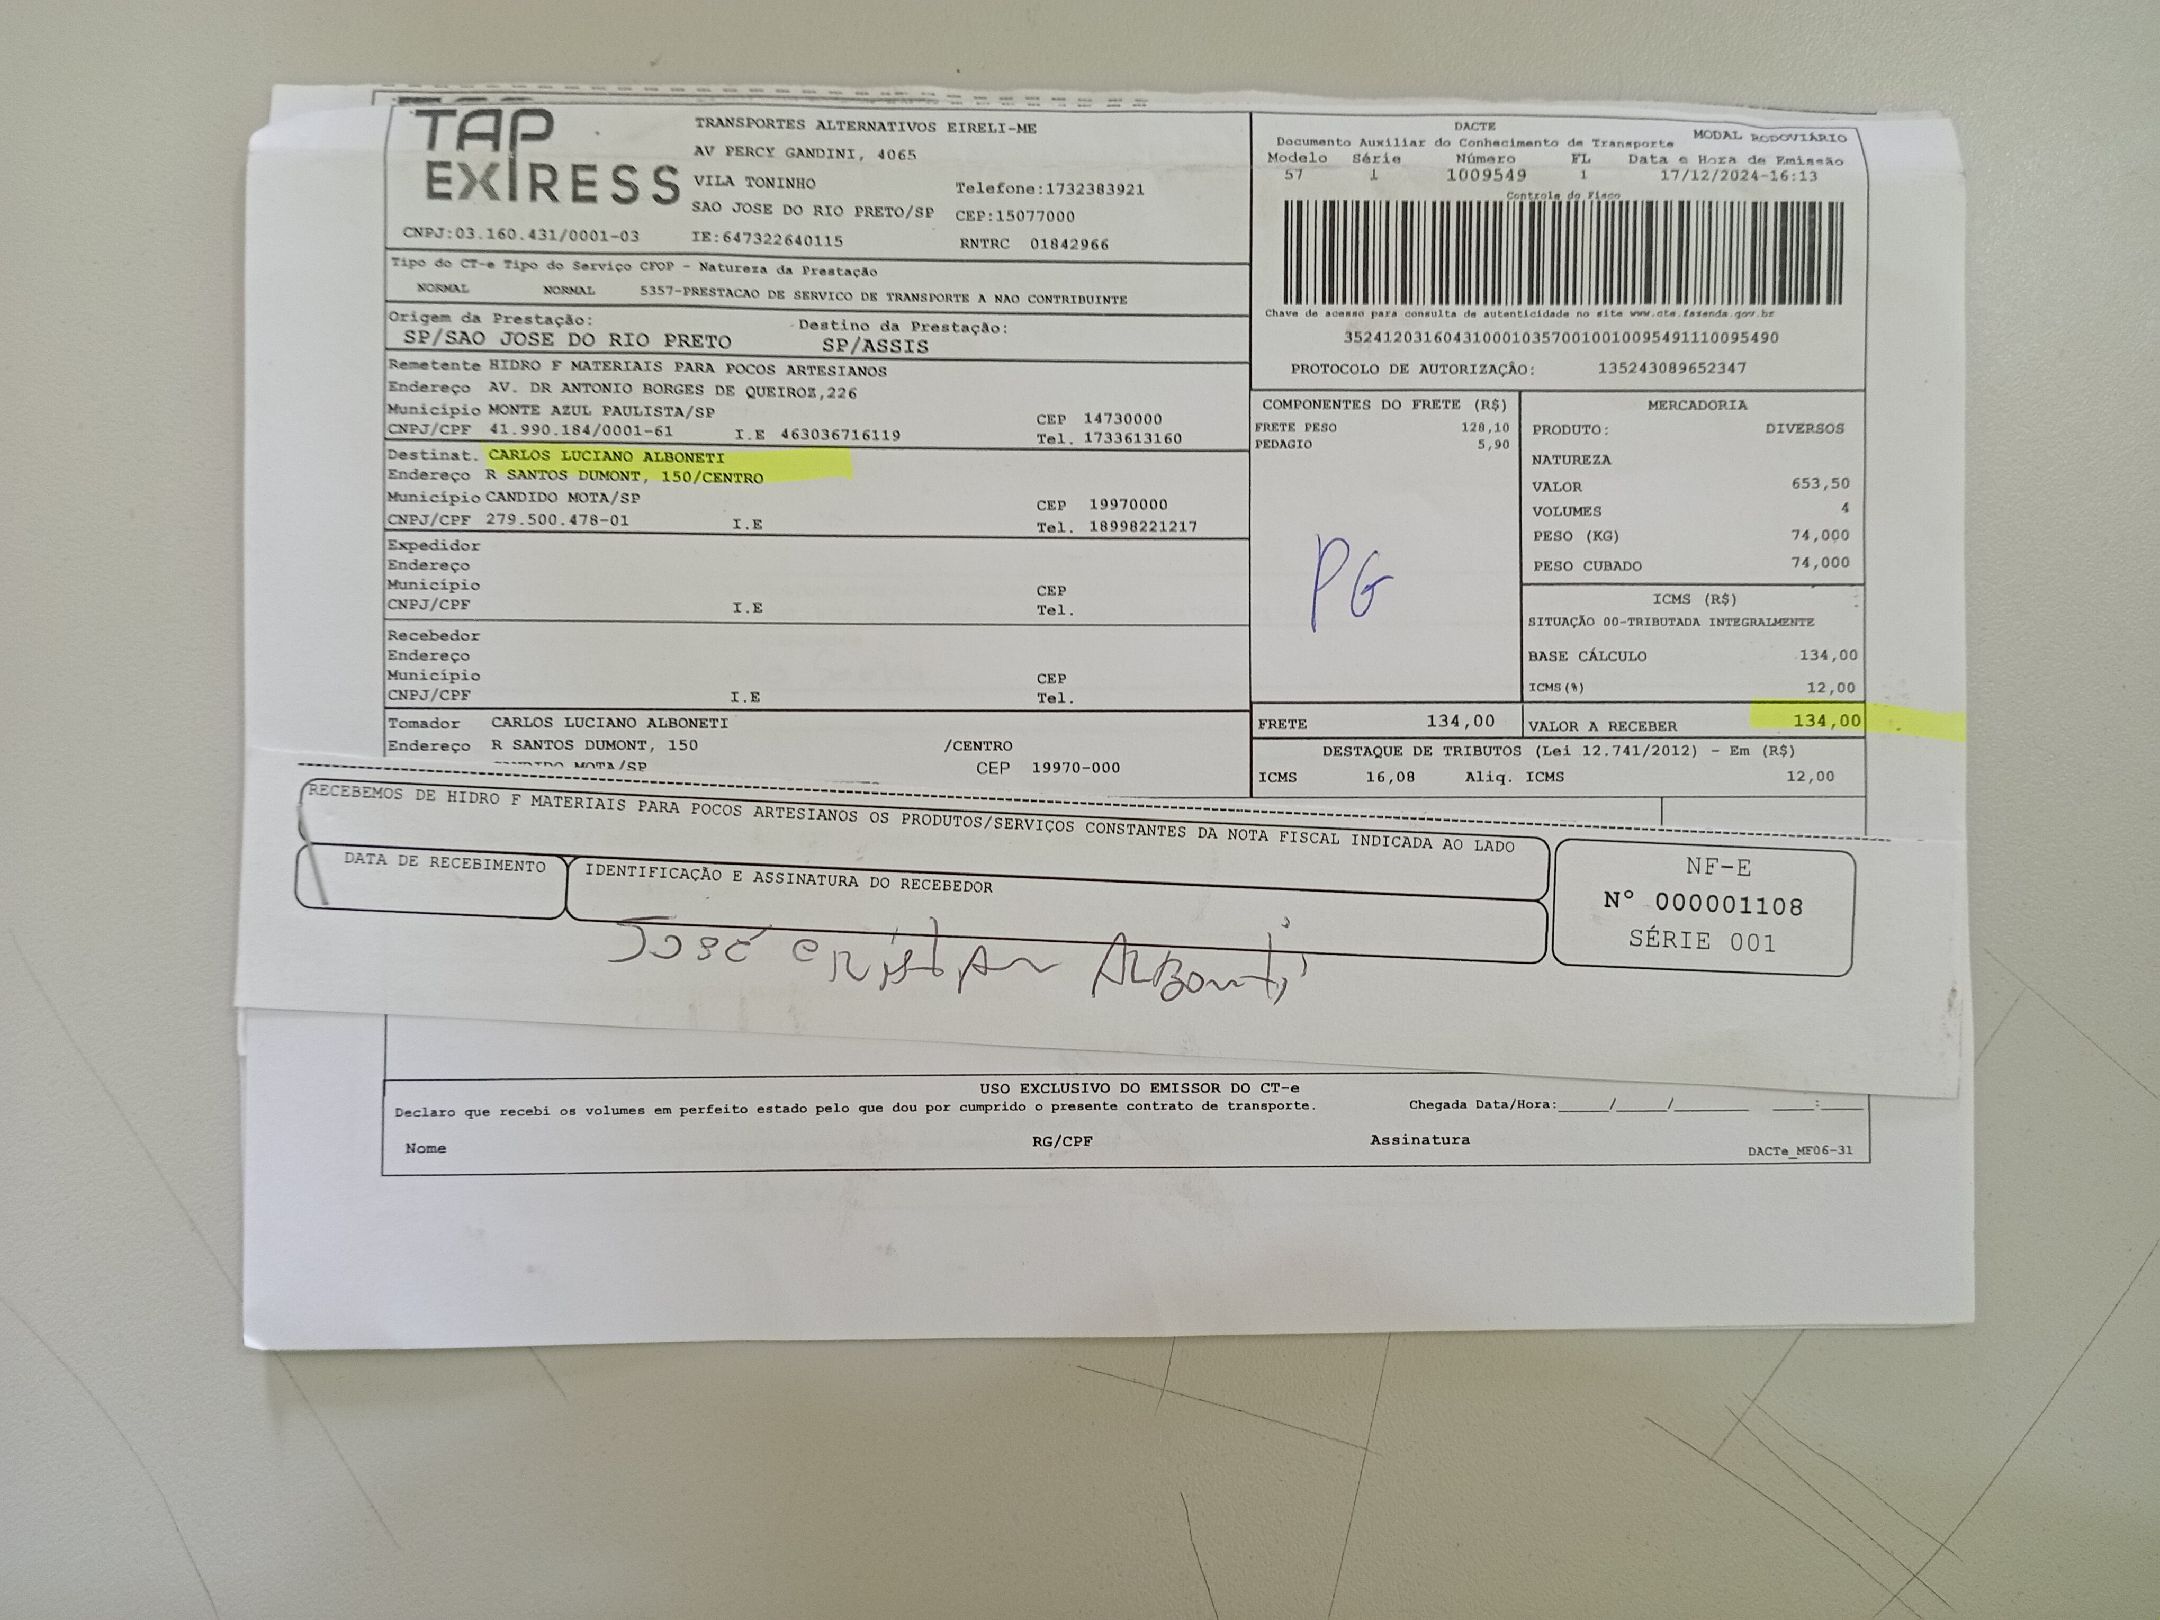 TAP
EXPRESS
TRANSPORTES ALTERNATIVOS EIRELI-ME
AV PERCY GANDINI, 4065
VILA TONINHO
Telefone:1732383921
SAO JOSE DO RIO PRETO/SP CEP:15077000
CNPJ:03.160.431/0001-03 IE:647322640115 RNTRC 01842966
Tipo do CT-e Tipo do Serviço CFOP - Natureza da Prestação
NORMAL NORMAL 5357-PRESTACAO DE SERVICO DE TRANSPORTE A NAO CONTRIBUINTE
Origem da Prestação: Destino da Prestação:
SP/SAO JOSE DO RIO PRETO SP/ASSIS
Remetente HIDRO F MATERIAIS PARA POCOS ARTESIANOS
Endereço AV. DR ANTONIO BORGES DE QUEIROZ,226
Município MONTE AZUL PAULISTA/SP CEP 14730000
CNPJ/CPF 41.990.184/0001-61 I.E 463036716119 Tel. 1733613160
Destinat. CARLOS LUCIANO ALBONETI
Endereço R SANTOS DUMONT, 150/CENTRO
Município CANDIDO MOTA/SP CEP 19970000
CNPJ/CPF 279.500.478-01 I.E Tel. 18998221217
Expedidor
Endereço
Município CEP
CNPJ/CPF I.E Tel.
Recebedor
Endereço
Município CEP
CNPJ/CPF I.E Tel.
Tomador CARLOS LUCIANO ALBONETI
Endereço R SANTOS DUMONT, 150 /CENTRO
MOTA/SP CEP 19970-000
DACTE
Documento Auxiliar do Conhecimento de Transporte MODAL RODOVIÁRIO
Modelo Série Número FL Data e Hora de Emissão
57 1 1009549 1 17/12/2024-16:13
Controle do Fisco
Chave de acesso para consulta de autenticidade no site www.cte.fazenda.gov.br
35241203160431000103570010010095491110095490
PROTOCOLO DE AUTORIZAÇÃO: 135243089652347
COMPONENTES DO FRETE (R$)
FRETE PESO 128,10
PEDAGIO 5,90
PG
MERCADORIA
PRODUTO: DIVERSOS
NATUREZA
VALOR 653,50
VOLUMES 4
PESO (KG) 74,000
PESO CUBADO 74,000
ICMS (R$)
SITUAÇÃO 00-TRIBUTADA INTEGRALMENTE
BASE CÁLCULO 134,00
ICMS(%) 12,00
FRETE 134,00 VALOR A RECEBER 134,00
DESTAQUE DE TRIBUTOS (Lei 12.741/2012) - Em (R$)
ICMS 16,08 Aliq. ICMS 12,00
RECEBEMOS DE HIDRO F MATERIAIS PARA POCOS ARTESIANOS OS PRODUTOS/SERVIÇOS CONSTANTES DA NOTA FISCAL INDICADA AO LADO
DATA DE RECEBIMENTO IDENTIFICAÇÃO E ASSINATURA DO RECEBEDOR
José
NF-E
Nº 000001108
SÉRIE 001
USO EXCLUSIVO DO EMISSOR DO CT-e
Declaro que recebi os volumes em perfeito estado pelo que dou por cumprido o presente contrato de transporte. Chegada Data/Hora:____/____/______ ___:___
Nome RG/CPF Assinatura
DACTe_MF06-31